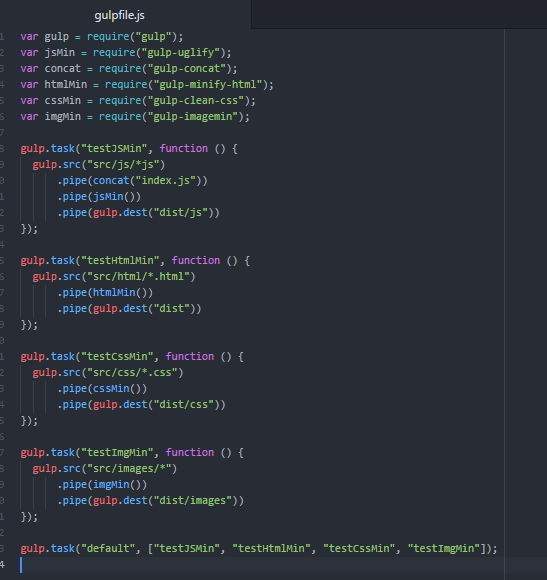 gulpfile.js
var gulp = require("gulp");
var jsMin = require("gulp-uglify");
var concat = require("gulp-concat");
var htmlMin = require("gulp-minify-html");
var cssMin = require("gulp-clean-css");
var imgMin = require("gulp-imagemin");
gulp.task("testJSMin", function () {
gulp.src("src/js/*js")
.pipe(concat("index.js"))
.pipe(jsMin())
.pipe(gulp.dest("dist/js"))
});
gulp.task("testHtmlMin", function () {
gulp.src("src/html/*.html")
.pipe(htmlMin())
.pipe(gulp.dest("dist"))
});
gulp.task("testCssMin", function () {
gulp.src("src/css/*.css")
.pipe(cssMin())
.pipe(gulp.dest("dist/css"))
});
gulp.task("testImgMin", function () {
gulp.src("src/images/*")
.pipe(imgMin())
.pipe(gulp.dest("dist/images"))
});
gulp.task("default", ["testJSMin", "testHtmlMin", "testCssMin", "testImgMin"]);